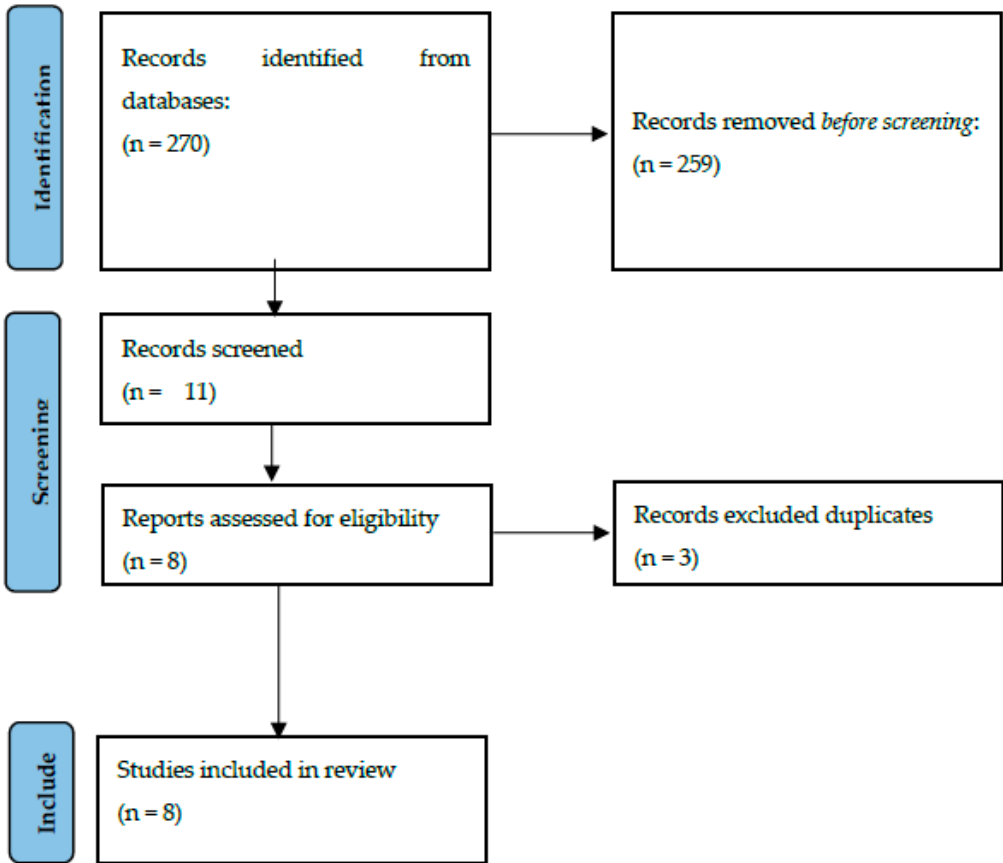 Identification
Records identified from
databases:
(n = 270)
Records removed before screening:
(n = 259)
Screening
Records screened
(n = 11)
Reports assessed for eligibility
(n = 8)
Records excluded duplicates
(n = 3)
Include
Studies included in review
(n = 8)